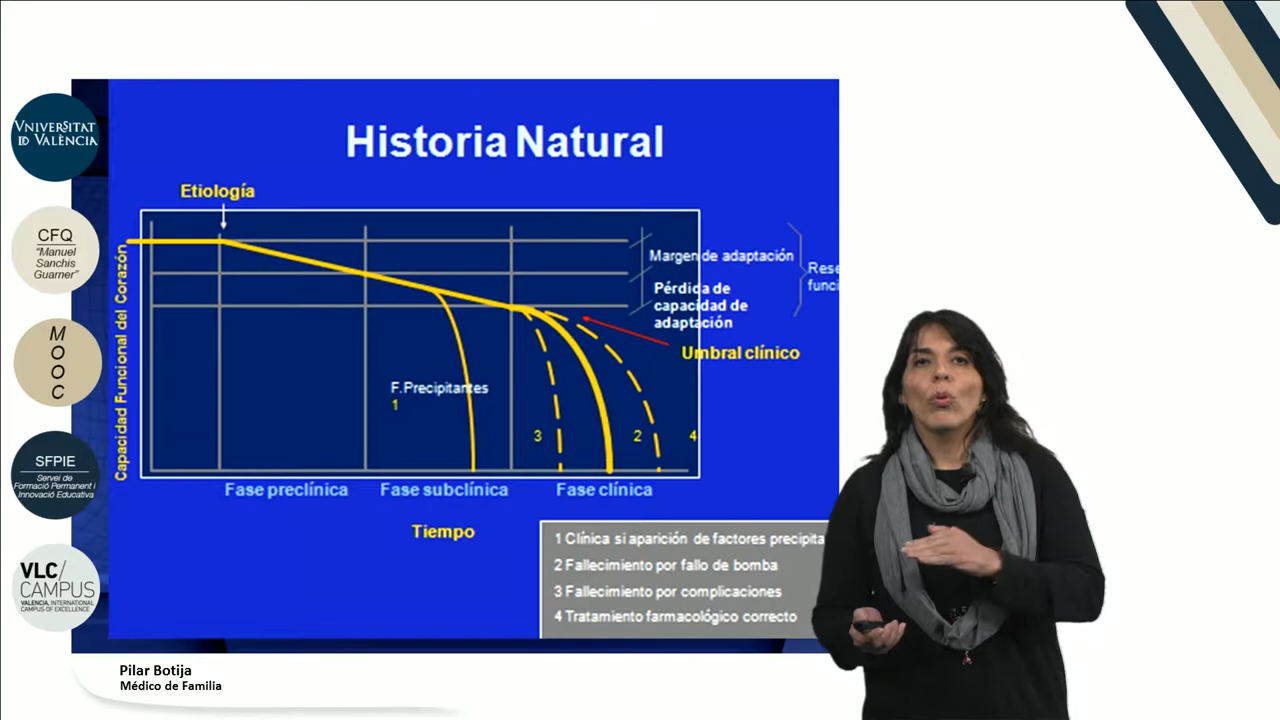 VNIVERSITAT
ID VALÈNCIA
CFQ
"Manuel
Sanchis
Guarner"
M
O
O
C
SFPIE
Servei de
Formació Permanent i
Innovació Educativa
VLC/
CAMPUS
VALENCIA, INTERNATIONAL
CAMPUS OF EXCELLENCE
Historia Natural
Etiología
Capacidad Funcional del Corazón
Margen de adaptación
Pérdida de
capacidad de
adaptación
Rese
funci
Umbral clínico
F.Precipitantes
1
3
2
4
Fase preclínica
Fase subclínica
Fase clínica
Tiempo
1 Clínica si aparición de factores precipita
2 Fallecimiento por fallo de bomba
3 Fallecimiento por complicaciones
4 Tratamiento farmacológico correcto
Pilar Botija
Médico de Familia